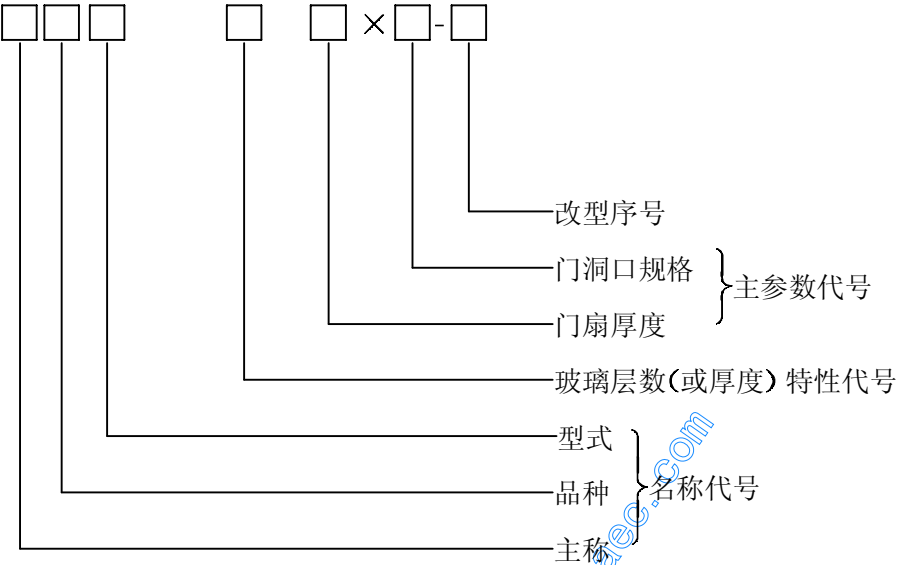 □□□ □ □×□-□
改型序号
门洞口规格
主参数代号
门扇厚度
玻璃层数(或厚度) 特性代号
型式
品种
名称代号
主称
aec.com